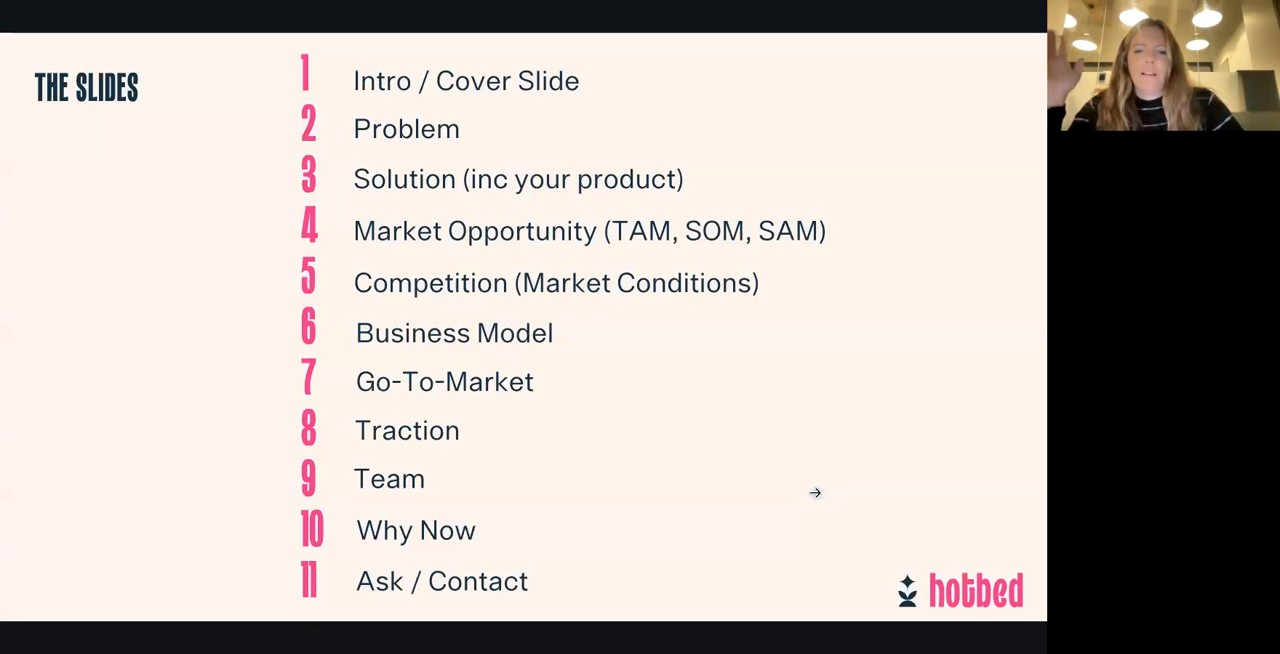 THE SLIDES
1 Intro / Cover Slide
2 Problem
3 Solution (inc your product)
4 Market Opportunity (TAM, SOM, SAM)
5 Competition (Market Conditions)
6 Business Model
7 Go-To-Market
8 Traction
9 Team
10 Why Now
11 Ask / Contact
hotbed